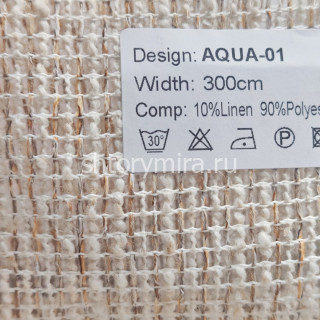 Design: AQUA-01
Width: 300cm
Comp: 10%Linen 90%Polyes
30°
P
shtorymira.ru